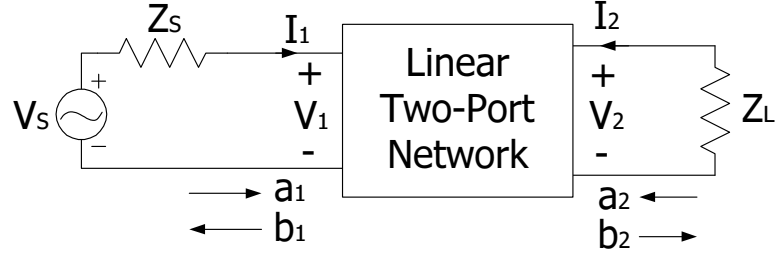 ZS
I1
I2
+
VS
−
+
V1
-
Linear
Two-Port
Network
+
V2
-
ZL
a1
b1
a2
b2